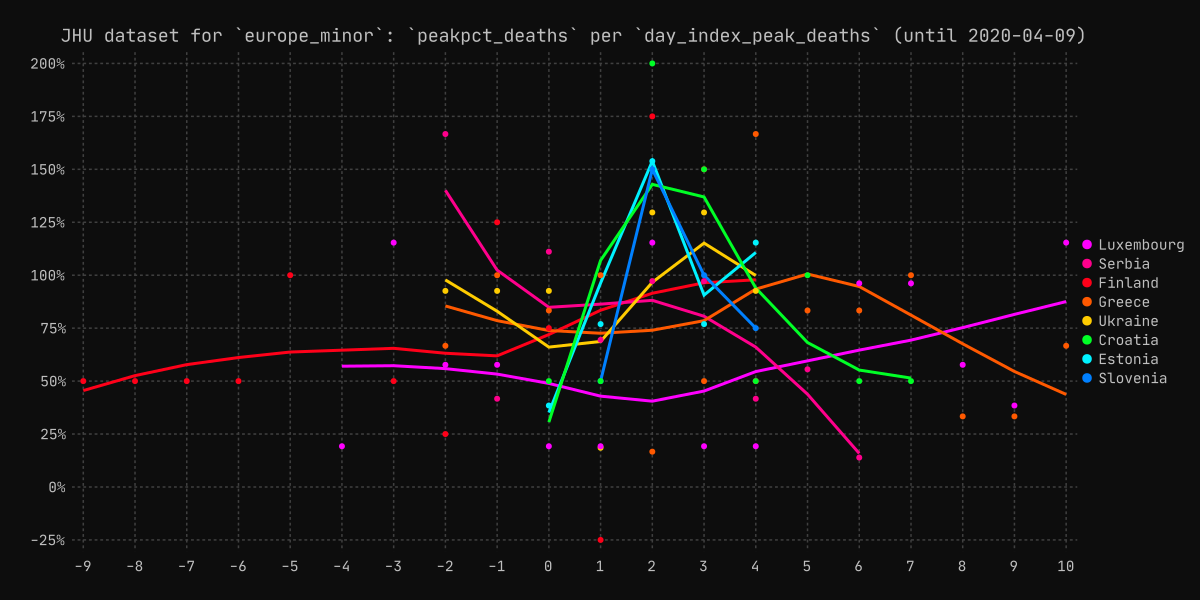 JHU dataset for `europe_minor`: `peakpct_deaths` per `day_index_peak_deaths` (until 2020-04-09)
200%
175%
150%
125%
100%
75%
50%
25%
0%
-25%
-9 -8 -7 -6 -5 -4 -3 -2 -1 0 1 2 3 4 5 6 7 8 9 10
Luxembourg
Serbia
Finland
Greece
Ukraine
Croatia
Estonia
Slovenia